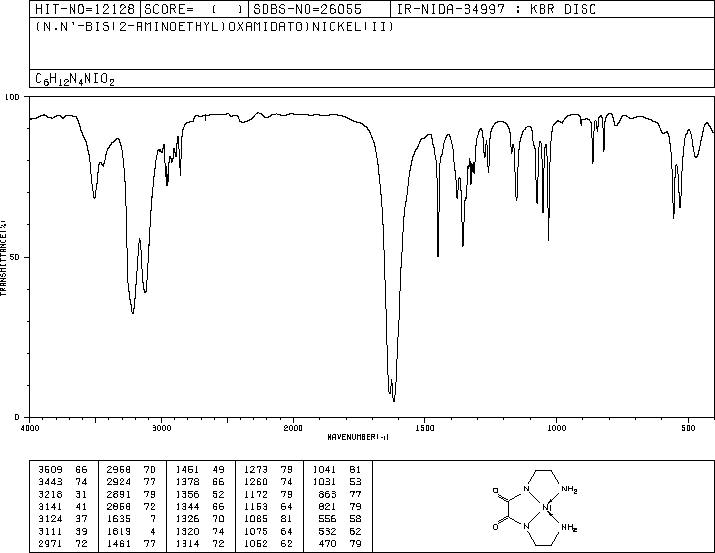 HIT-NO=12128 SCORE= ( ) SDBS-NO=26055 IR-NIDA-34997 : KBR DISC
(N,N'-BIS(2-AMINOETHYL)OXAMIDATO)NICKEL(II)
C6H12N4NIO2
100
50
0
TRANSMITTANCE(%)
4000 3000 2000 1500 1000 500
WAVENUMBER(-1)
3509 66 2958 70 1451 49 1273 79 1041 81
3443 74 2924 77 1378 66 1260 74 1031 53
3218 31 2891 79 1356 52 1172 79 863 77
3141 41 2868 72 1344 66 1153 64 821 79
3124 37 1635 7 1326 70 1085 81 556 58
3111 39 1619 4 1320 74 1075 64 532 62
2971 72 1461 77 1314 72 1052 62 470 79
O N NH2
Ni
O N NH2